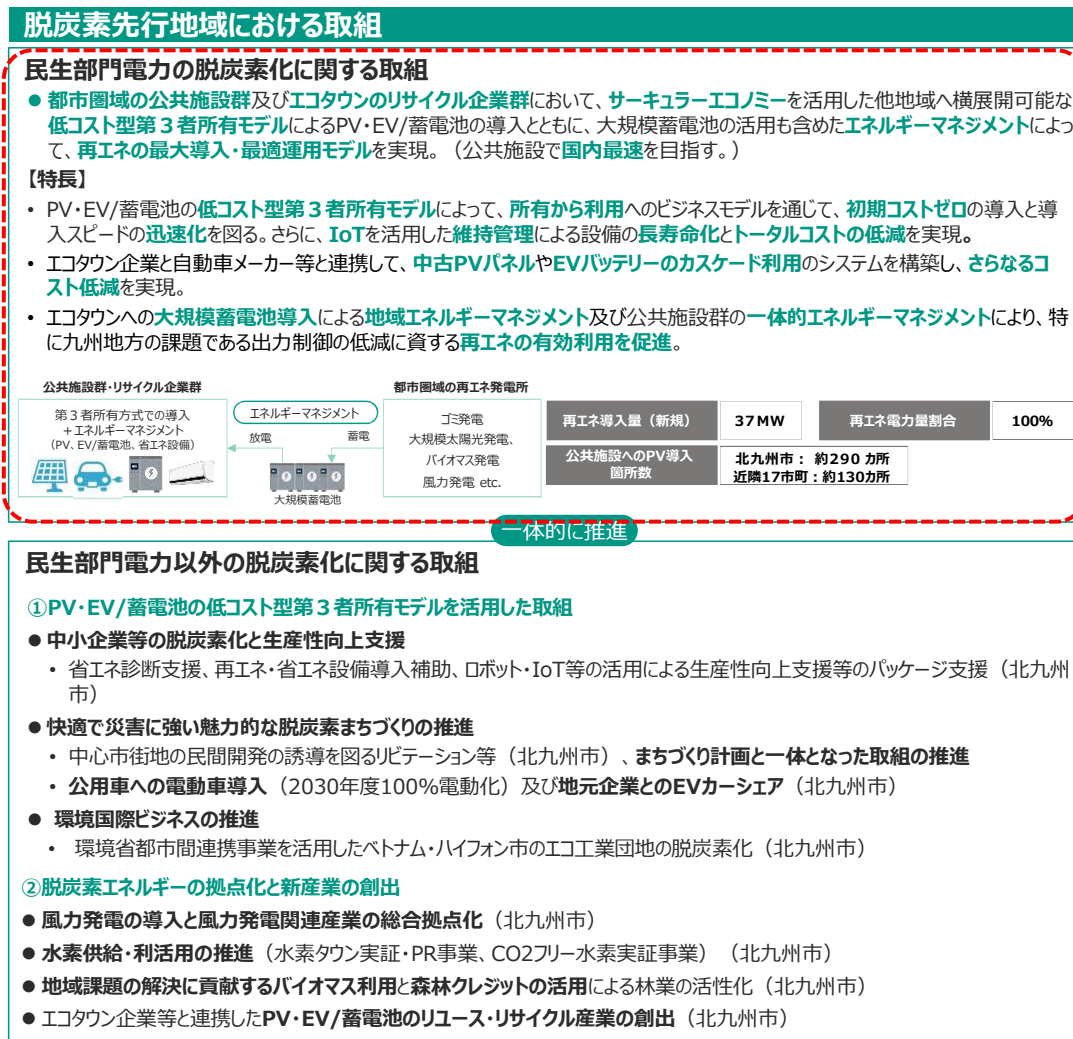 脱炭素先行地域における取組
民生部門電力の脱炭素化に関する取組
● 都市圏域の公共施設群及びエコタウンのリサイクル企業群において、サーキュラーエコノミーを活用した他地域へ横展開可能な
低コスト型第３者所有モデルによるPV・EV/蓄電池の導入とともに、大規模蓄電池の活用も含めたエネルギーマネジメントによっ
て、再エネの最大導入・最適運用モデルを実現。（公共施設で国内最速を目指す。）
【特長】
• PV・EV/蓄電池の低コスト型第３者所有モデルによって、所有から利用へのビジネスモデルを通じて、初期コストゼロの導入と導
入スピードの迅速化を図る。さらに、IoTを活用した維持管理による設備の長寿命化とトータルコストの低減を実現。
• エコタウン企業と自動車メーカー等と連携して、中古PVパネルやEVバッテリーのカスケード利用のシステムを構築し、さらなるコ
スト低減を実現。
• エコタウンへの大規模蓄電池導入による地域エネルギーマネジメント及び公共施設群の一体的エネルギーマネジメントにより、特
に九州地方の課題である出力制御の低減に資する再エネの有効利用を促進。
公共施設群・リサイクル企業群
第３者所有方式での導入
＋エネルギーマネジメント
（PV、EV/蓄電池、省エネ設備）
エネルギーマネジメント
放電
蓄電
大規模蓄電池
都市圏域の再エネ発電所
ゴミ発電
大規模太陽光発電、
バイオマス発電
風力発電 etc.
再エネ導入量（新規）
37MW
再エネ電力量割合
100%
公共施設へのPV導入
箇所数
北九州市： 約290 カ所
近隣17市町：約130カ所
一体的に推進
民生部門電力以外の脱炭素化に関する取組
①PV・EV/蓄電池の低コスト型第３者所有モデルを活用した取組
● 中小企業等の脱炭素化と生産性向上支援
• 省エネ診断支援、再エネ・省エネ設備導入補助、ロボット・IoT等の活用による生産性向上支援等のパッケージ支援（北九州
市）
● 快適で災害に強い魅力的な脱炭素まちづくりの推進
• 中心市街地の民間開発の誘導を図るリビテーション等（北九州市）、まちづくり計画と一体となった取組の推進
• 公用車への電動車導入（2030年度100%電動化）及び地元企業とのEVカーシェア（北九州市）
● 環境国際ビジネスの推進
• 環境省都市間連携事業を活用したベトナム・ハイフォン市のエコ工業団地の脱炭素化（北九州市）
②脱炭素エネルギーの拠点化と新産業の創出
● 風力発電の導入と風力発電関連産業の総合拠点化（北九州市）
● 水素供給・利活用の推進（水素タウン実証・PR事業、CO2フリー水素実証事業）（北九州市）
● 地域課題の解決に貢献するバイオマス利用と森林クレジットの活用による林業の活性化（北九州市）
● エコタウン企業等と連携したPV・EV/蓄電池のリユース・リサイクル産業の創出（北九州市）